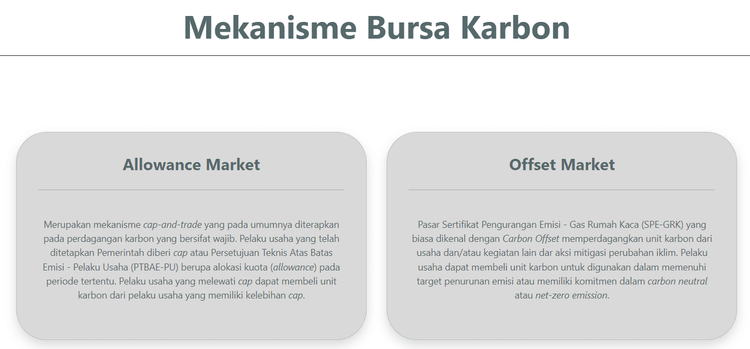 Mekanisme Bursa Karbon
Allowance Market
Merupakan mekanisme cap-and-trade yang pada umumnya diterapkan
pada perdagangan karbon yang bersifat wajib. Pelaku usaha yang telah
ditetapkan Pemerintah diberi cap atau Persetujuan Teknis Atas Batas
Emisi - Pelaku Usaha (PTBAE-PU) berupa alokasi kuota (allowance) pada
periode tertentu. Pelaku usaha yang melewati cap dapat membeli unit
karbon dari pelaku usaha yang memiliki kelebihan cap.
Offset Market
Pasar Sertifikat Pengurangan Emisi - Gas Rumah Kaca (SPE-GRK) yang
biasa dikenal dengan Carbon Offset memperdagangkan unit karbon dari
usaha dan/atau kegiatan lain dar aksi mitigasi perubahan iklim. Pelaku
usaha dapat membeli unit karbon untuk digunakan dalam memenuhi
target penurunan emisi atau memiliki komitmen dalam carbon neutral
atau net-zero emission.